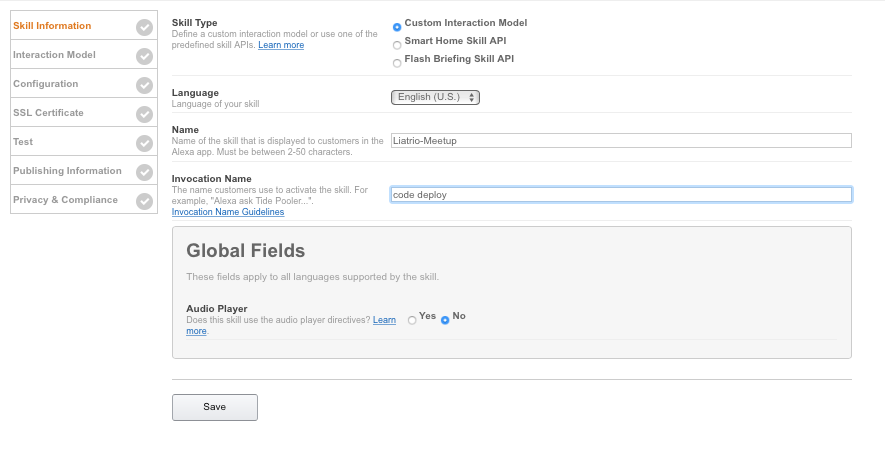 Skill Information
Interaction Model
Configuration
SSL Certificate
Test
Publishing Information
Privacy & Compliance
Skill Type
Define a custom interaction model or use one of the
predefined skill APIs. Learn more
Custom Interaction Model
Smart Home Skill API
Flash Briefing Skill API
Language
Language of your skill
English (U.S.)
Name
Name of the skill that is displayed to customers in the
Alexa app. Must be between 2-50 characters.
Liatrio-Meetup
Invocation Name
The name customers use to activate the skill. For
example, "Alexa ask Tide Pooler...".
Invocation Name Guidelines
code deploy
Global Fields
These fields apply to all languages supported by the skill.
Audio Player
Does this skill use the audio player directives? Learn
more.
Yes No
Save